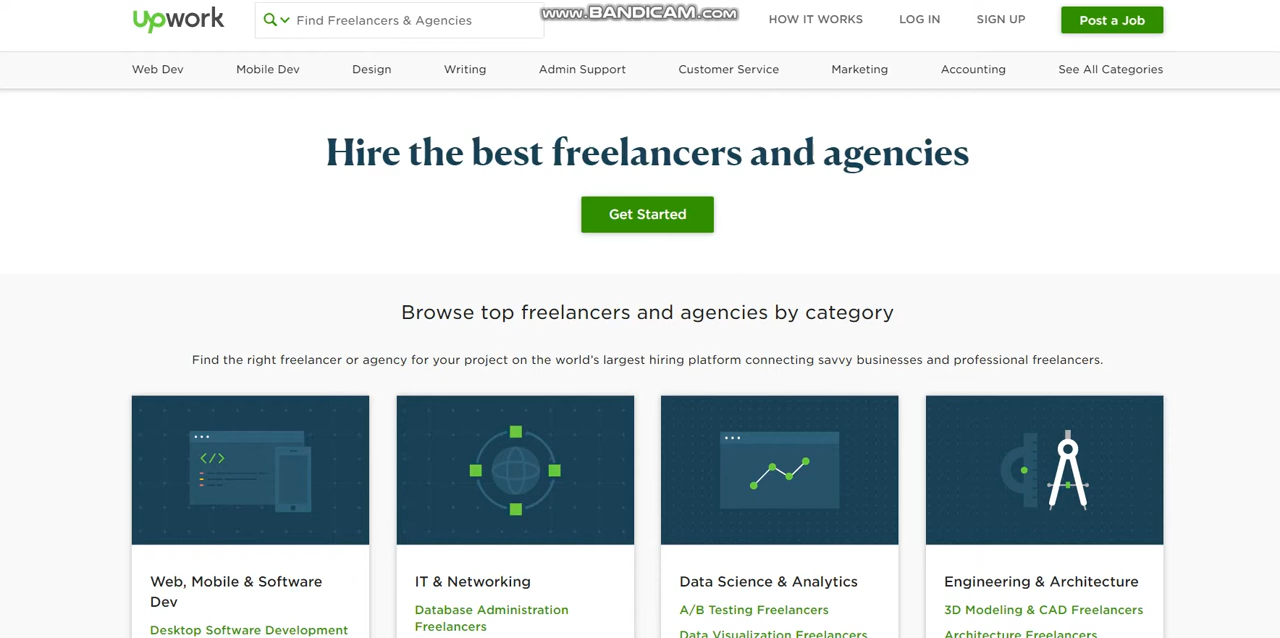 upwork
Find Freelancers & Agencies
www.BANDICAM.com
HOW IT WORKS
LOG IN
SIGN UP
Post a Job
Web Dev
Mobile Dev
Design
Writing
Admin Support
Customer Service
Marketing
Accounting
See All Categories
Hire the best freelancers and agencies
Get Started
Browse top freelancers and agencies by category
Find the right freelancer or agency for your project on the world's largest hiring platform connecting savvy businesses and professional freelancers.
</>
Web, Mobile & Software
Dev
Desktop Software Development
IT & Networking
Database Administration
Freelancers
Data Science & Analytics
A/B Testing Freelancers
Data Visualization Freelancers
Engineering & Architecture
3D Modeling & CAD Freelancers
Architecture Freelancers